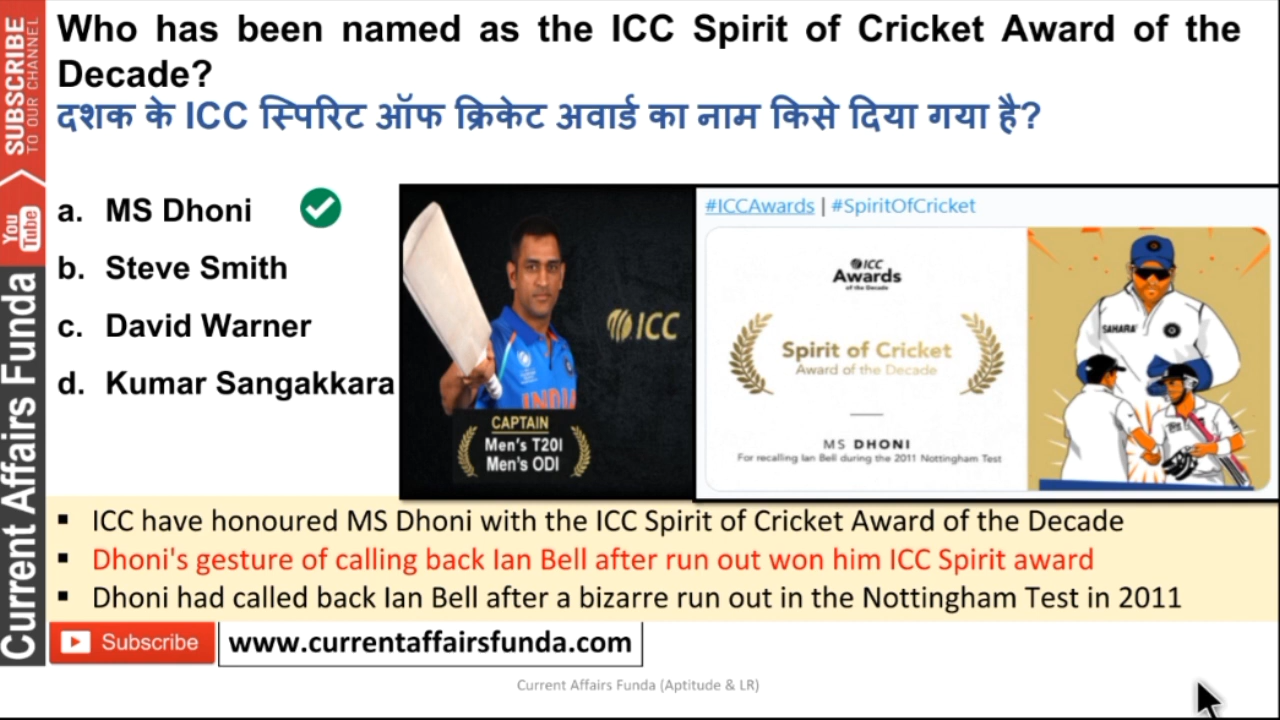 Who has been named as the ICC Spirit of Cricket Award of the
Decade?
दशक के ICC स्पिरिट ऑफ क्रिकेट अवार्ड का नाम किसे दिया गया है?
a. MS Dhoni
b. Steve Smith
c. David Warner
d. Kumar Sangakkara
ICC
CAPTAIN
Men's T20I
Men's ODI
#ICCAwards | #SpiritOfCricket
ICC
Awards
of the Decade
Spirit of Cricket
Award of the Decade
MS DHONI
For recalling Ian Bell during the 2011 Nottingham Test
SAHARA
INDIA
▪ ICC have honoured MS Dhoni with the ICC Spirit of Cricket Award of the Decade
▪ Dhoni's gesture of calling back Ian Bell after run out won him ICC Spirit award
▪ Dhoni had called back Ian Bell after a bizarre run out in the Nottingham Test in 2011
Subscribe
www.currentaffairsfunda.com
Current Affairs Funda (Aptitude & LR)
SUBSCRIBE
TO OUR CHANNEL
You
Tube
Current Affairs Funda